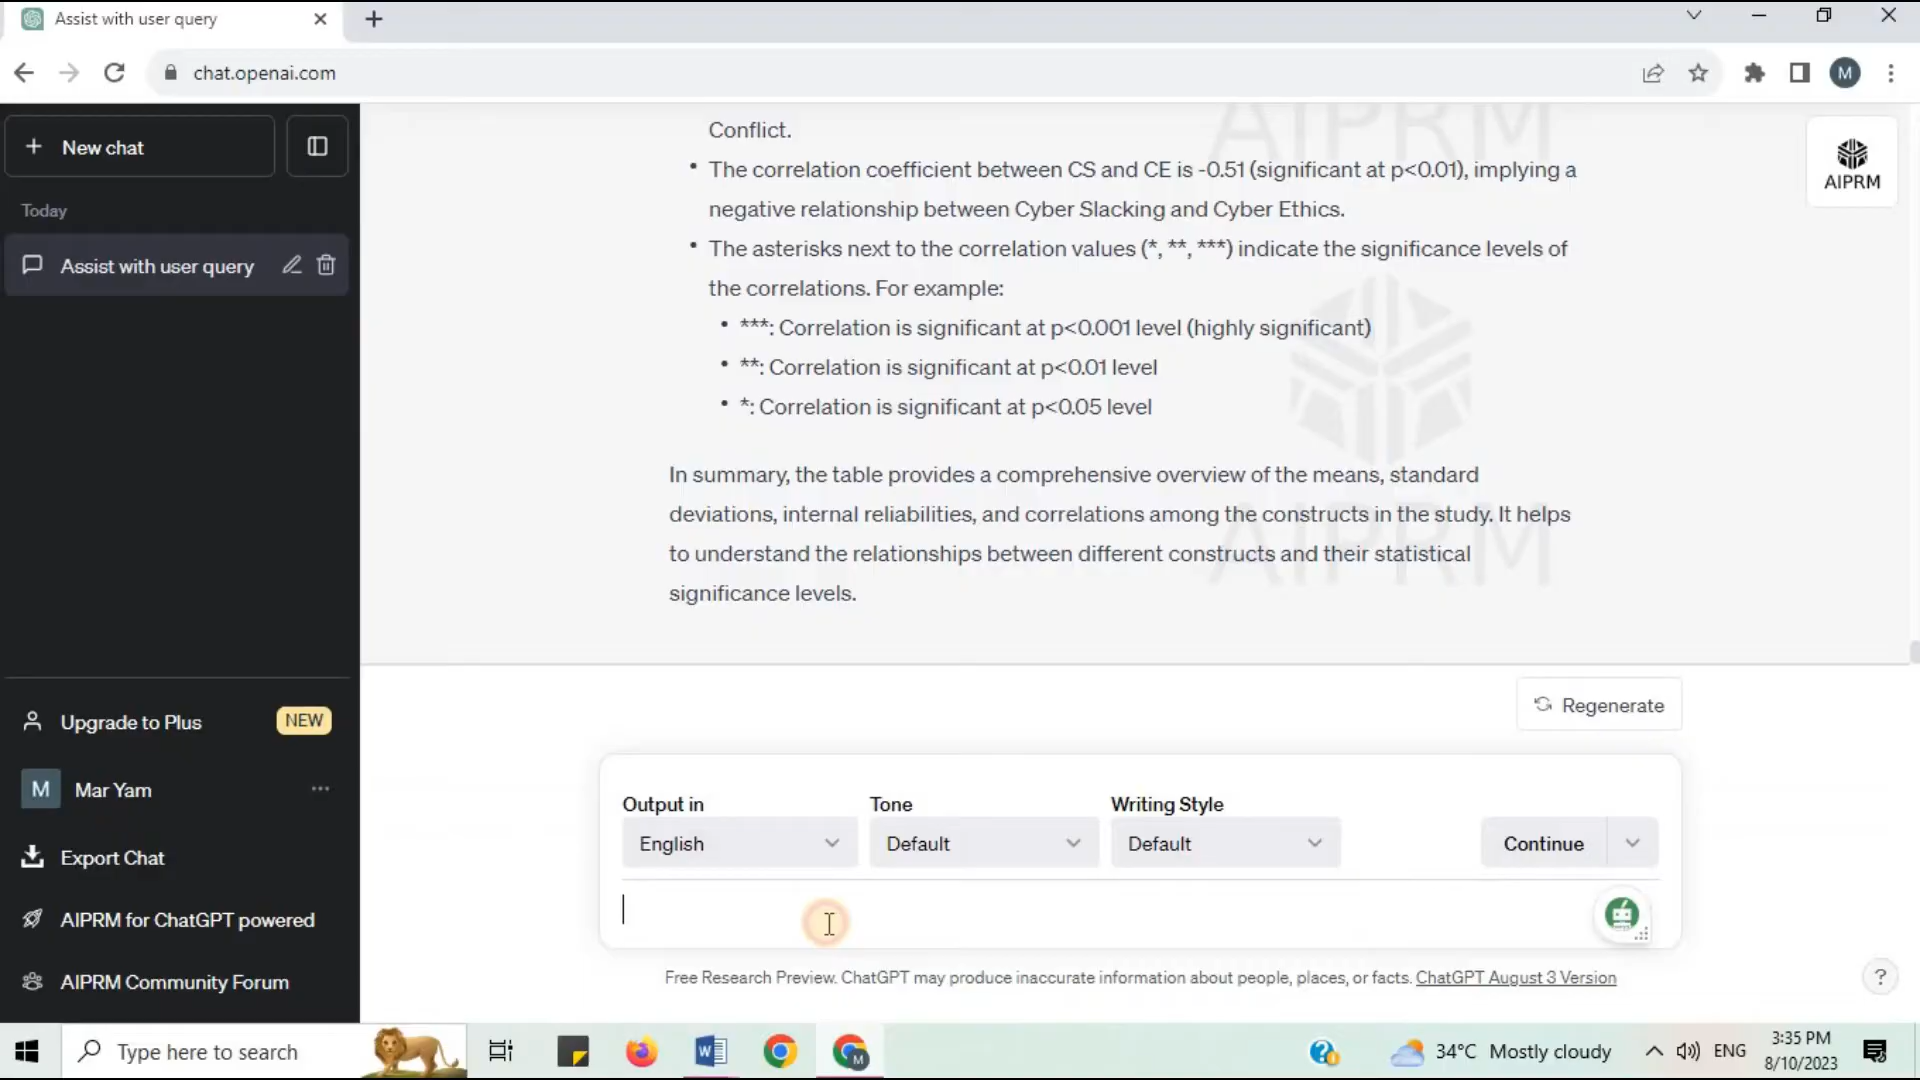 Assist with user query
chat.openai.com
M
New chat
Today
Assist with user query
Upgrade to Plus NEW
M Mar Yam
Export Chat
AIPRM for ChatGPT powered
AIPRM Community Forum
AIPRM
AIPRM
Conflict.
• The correlation coefficient between CS and CE is -0.51 (significant at p<0.01), implying a
negative relationship between Cyber Slacking and Cyber Ethics.
• The asterisks next to the correlation values (*, **, ***) indicate the significance levels of
the correlations. For example:
• ***: Correlation is significant at p<0.001 level (highly significant)
• **: Correlation is significant at p<0.01 level
• *: Correlation is significant at p<0.05 level
In summary, the table provides a comprehensive overview of the means, standard
deviations, internal reliabilities, and correlations among the constructs in the study. It helps
to understand the relationships between different constructs and their statistical
significance levels.
AIPRM
Regenerate
Output in Tone Writing Style
English Default Default Continue
Free Research Preview. ChatGPT may produce inaccurate information about people, places, or facts. ChatGPT August 3 Version
?
Type here to search
M
34°C Mostly cloudy
ENG
3:35 PM
8/10/2023